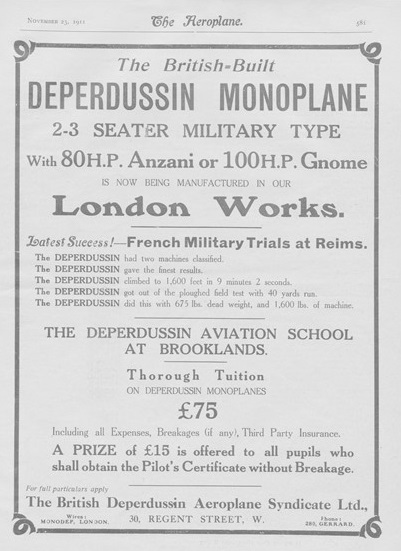 NOVEMBER 23, 1911 The Aeroplane. 581
The British-Built
DEPERDUSSIN MONOPLANE
2-3 SEATER MILITARY TYPE
With 80H.P. Anzani or 100H.P. Gnome
IS NOW BEING MANUFACTURED IN OUR
London Works.
Latest Success!—French Military Trials at Reims.
The DEPERDUSSIN had two machines classified.
The DEPERDUSSIN gave the finest results.
The DEPERDUSSIN climbed to 1,600 feet in 9 minutes 2 seconds.
The DEPERDUSSIN got out of the ploughed field test with 40 yards run.
The DEPERDUSSIN did this with 675 lbs. dead weight, and 1,600 lbs. of machine.
THE DEPERDUSSIN AVIATION SCHOOL
AT BROOKLANDS.
Thorough Tuition
ON DEPERDUSSIN MONOPLANES
£75
Including all Expenses, Breakages (if any), Third Party Insurance.
A PRIZE of £15 is offered to all pupils who
shall obtain the Pilot's Certificate without Breakage.
For full particulars apply
The British Deperdussin Aeroplane Syndicate Ltd.,
Wires: 30, REGENT STREET, W. Phone:
MONODEP, LONDON. 280, GERRARD.